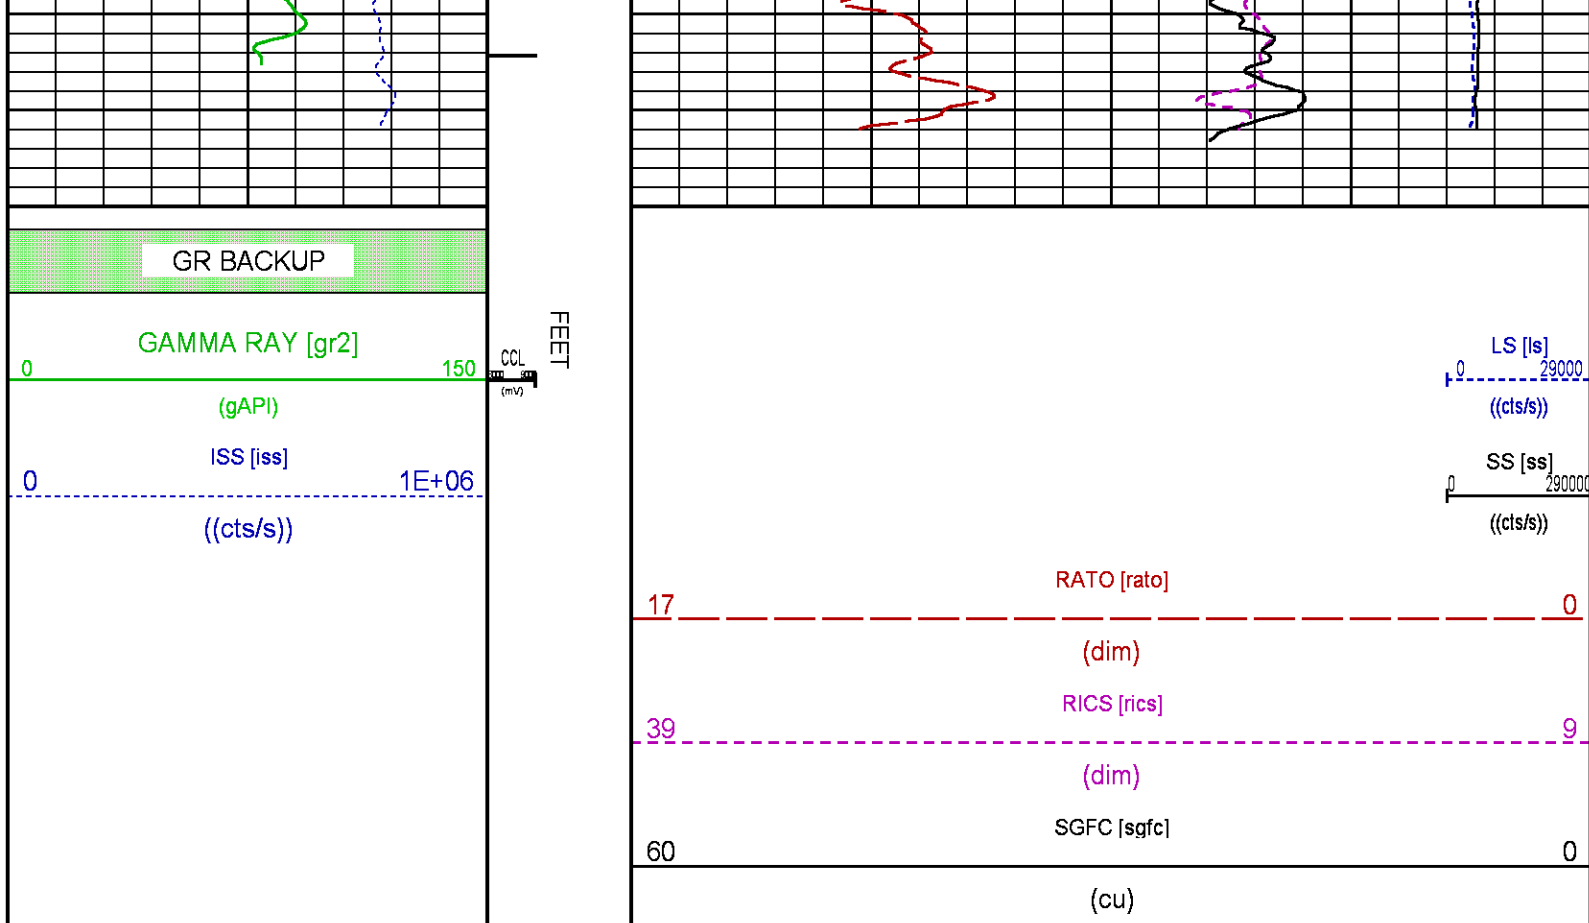 GR BACKUP
GAMMA RAY [gr2]
0 150
(gAPI)
ISS [iss]
0 1E+06
((cts/s))
FEET
CCL
(mV)
LS [ls]
0 29000
((cts/s))
SS [ss]
0 290000
((cts/s))
RATO [rato]
17 0
(dim)
RICS [rics]
39 9
(dim)
SGFC [sgfc]
60 0
(cu)